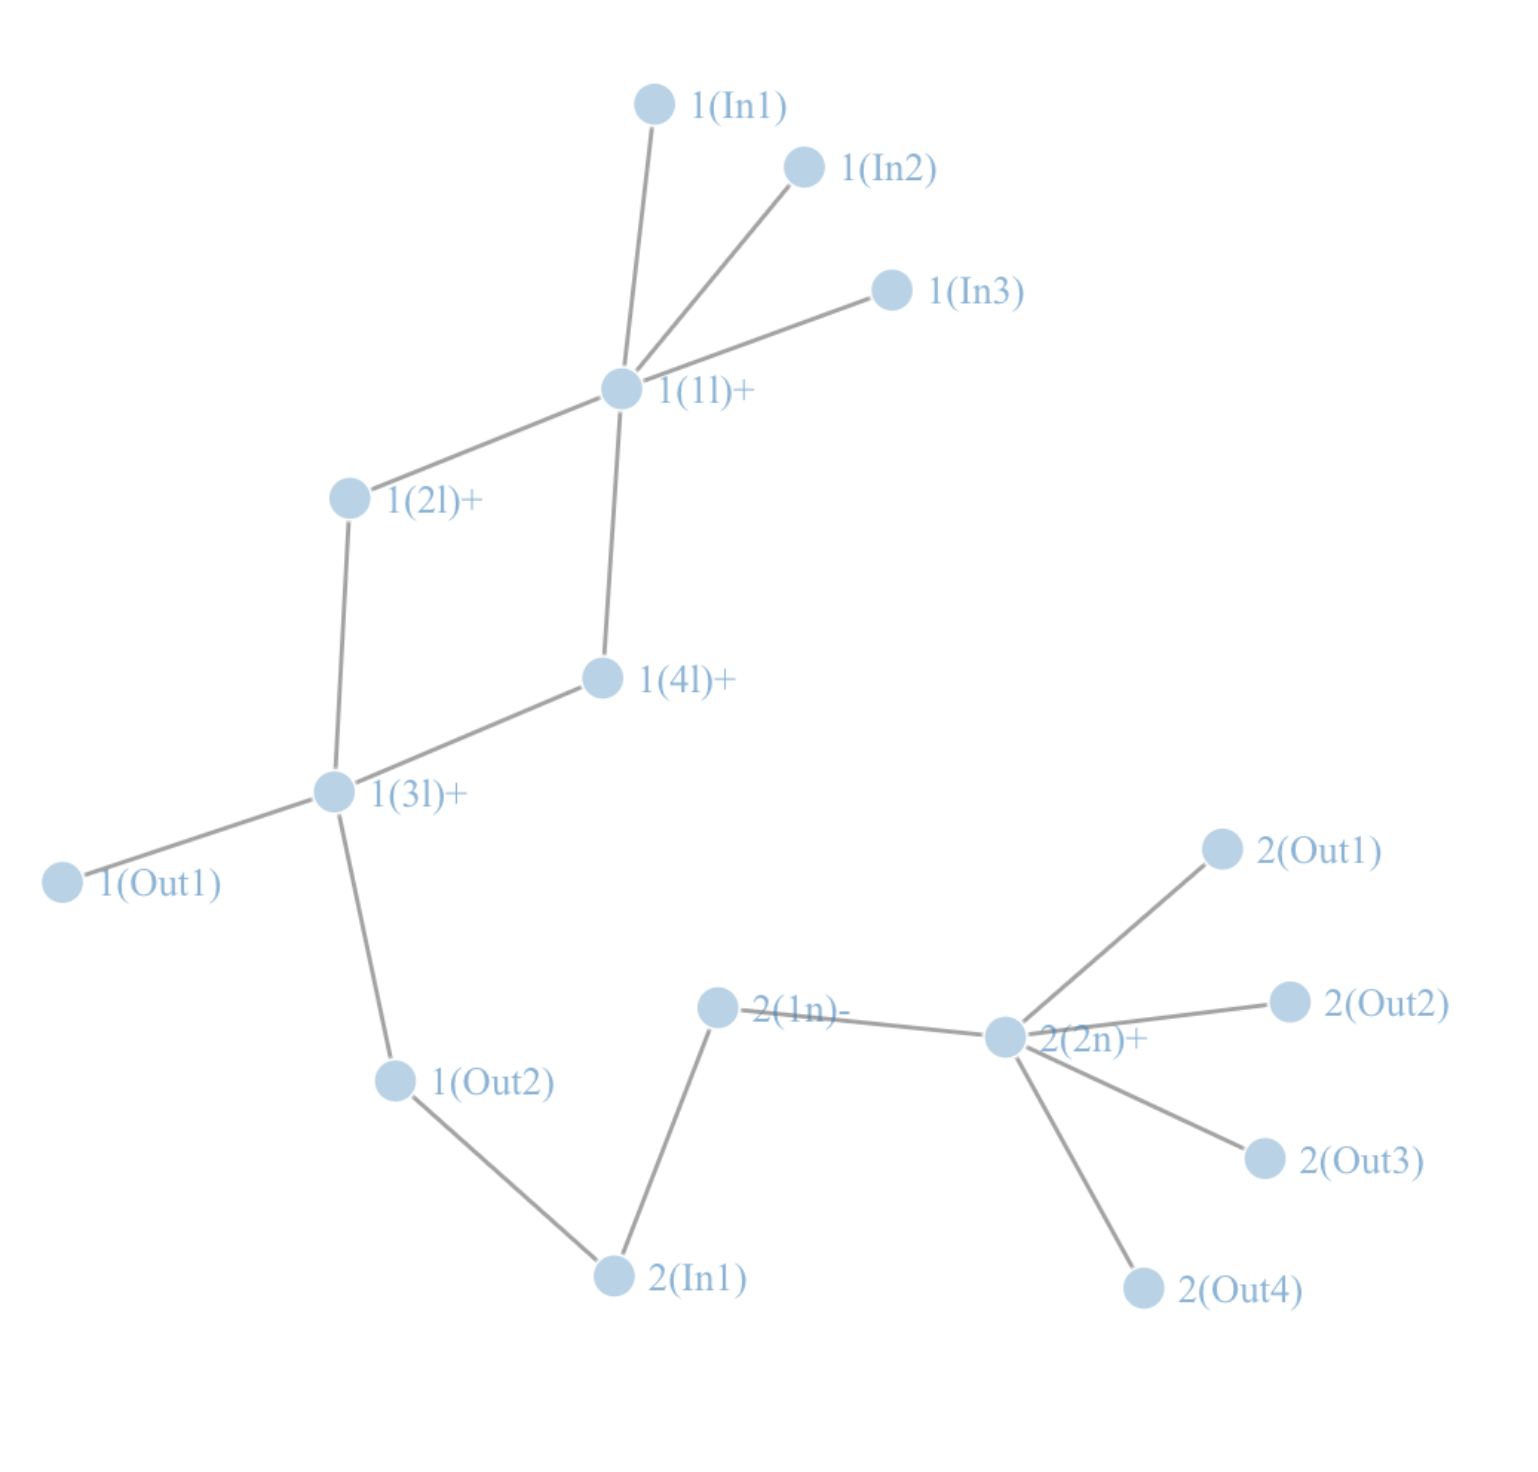 1(In1)
1(In2)
1(In3)
1(1l)+
1(2l)+
1(4l)+
1(3l)+
2(Out1)
1(Out1)
2(Out2)
2(1n)-
2(2n)+
1(Out2)
2(Out3)
2(In1)
2(Out4)